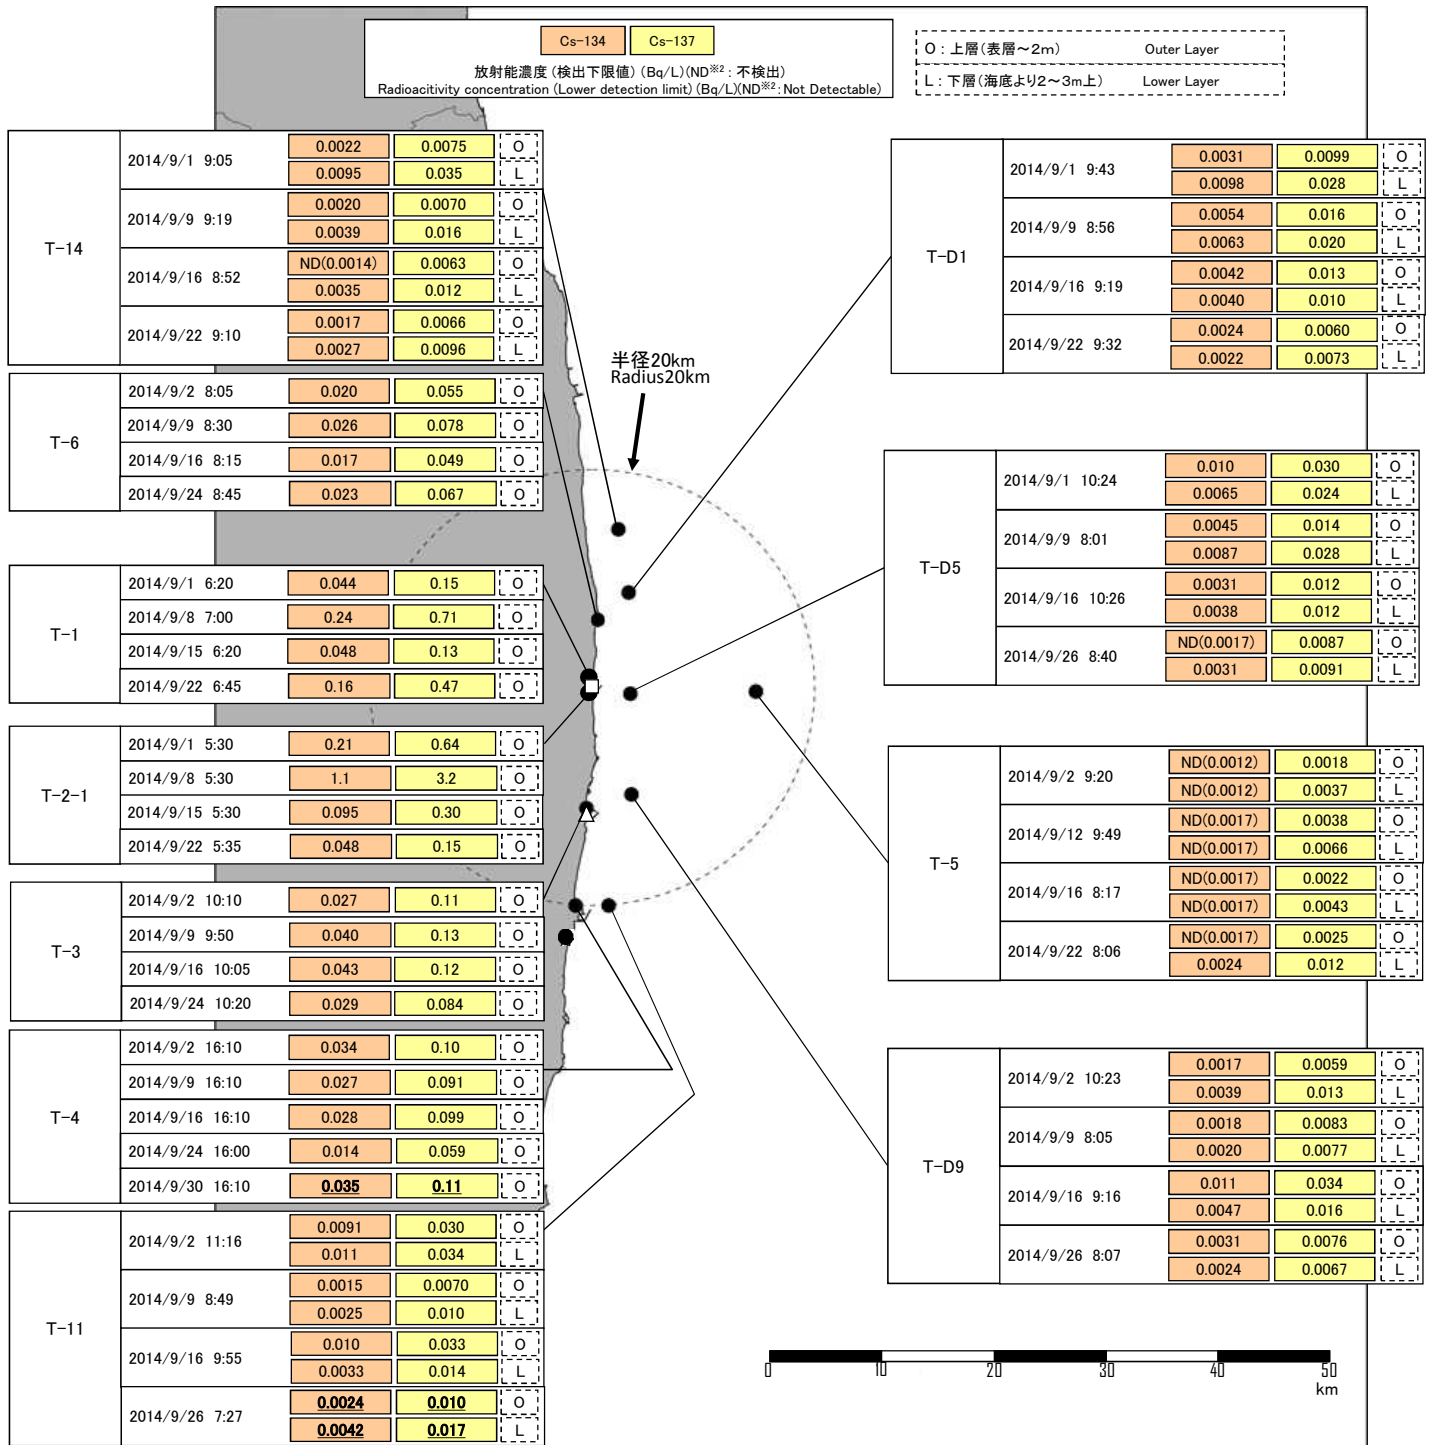 Cs-134 Cs-137
放射能濃度 (検出下限値) (Bq/L)(ND※2 : 不検出)
Radioacitivity concentration (Lower detection limit) (Bq/L)(ND※2 : Not Detectable)
O : 上層(表層～2m) Outer Layer
L : 下層(海底より2～3m上) Lower Layer
T-14
2014/9/1 9:05 0.0022 0.0075 O
0.0095 0.035 L
2014/9/9 9:19 0.0020 0.0070 O
0.0039 0.016 L
2014/9/16 8:52 ND(0.0014) 0.0063 O
0.0035 0.012 L
2014/9/22 9:10 0.0017 0.0066 O
0.0027 0.0096 L
T-6
2014/9/2 8:05 0.020 0.055 O
2014/9/9 8:30 0.026 0.078 O
2014/9/16 8:15 0.017 0.049 O
2014/9/24 8:45 0.023 0.067 O
T-1
2014/9/1 6:20 0.044 0.15 O
2014/9/8 7:00 0.24 0.71 O
2014/9/15 6:20 0.048 0.13 O
2014/9/22 6:45 0.16 0.47 O
T-2-1
2014/9/1 5:30 0.21 0.64 O
2014/9/8 5:30 1.1 3.2 O
2014/9/15 5:30 0.095 0.30 O
2014/9/22 5:35 0.048 0.15 O
T-3
2014/9/2 10:10 0.027 0.11 O
2014/9/9 9:50 0.040 0.13 O
2014/9/16 10:05 0.043 0.12 O
2014/9/24 10:20 0.029 0.084 O
T-4
2014/9/2 16:10 0.034 0.10 O
2014/9/9 16:10 0.027 0.091 O
2014/9/16 16:10 0.028 0.099 O
2014/9/24 16:00 0.014 0.059 O
2014/9/30 16:10 0.035 0.11 O
T-11
2014/9/2 11:16 0.0091 0.030 O
0.011 0.034 L
2014/9/9 8:49 0.0015 0.0070 O
0.0025 0.010 L
2014/9/16 9:55 0.010 0.033 O
0.0033 0.014 L
2014/9/26 7:27 0.0024 0.010 O
0.0042 0.017 L
半径20km
Radius20km
T-D1
2014/9/1 9:43 0.0031 0.0099 O
0.0098 0.028 L
2014/9/9 8:56 0.0054 0.016 O
0.0063 0.020 L
2014/9/16 9:19 0.0042 0.013 O
0.0040 0.010 L
2014/9/22 9:32 0.0024 0.0060 O
0.0022 0.0073 L
T-D5
2014/9/1 10:24 0.010 0.030 O
0.0065 0.024 L
2014/9/9 8:01 0.0045 0.014 O
0.0087 0.028 L
2014/9/16 10:26 0.0031 0.012 O
0.0038 0.012 L
2014/9/26 8:40 ND(0.0017) 0.0087 O
0.0031 0.0091 L
T-5
2014/9/2 9:20 ND(0.0012) 0.0018 O
ND(0.0012) 0.0037 L
2014/9/12 9:49 ND(0.0017) 0.0038 O
ND(0.0017) 0.0066 L
2014/9/16 8:17 ND(0.0017) 0.0022 O
ND(0.0017) 0.0043 L
2014/9/22 8:06 ND(0.0017) 0.0025 O
0.0024 0.012 L
T-D9
2014/9/2 10:23 0.0017 0.0059 O
0.0039 0.013 L
2014/9/9 8:05 0.0018 0.0083 O
0.0020 0.0077 L
2014/9/16 9:16 0.011 0.034 O
0.0047 0.016 L
2014/9/26 8:07 0.0031 0.0076 O
0.0024 0.0067 L
0 10 20 30 40 50
km